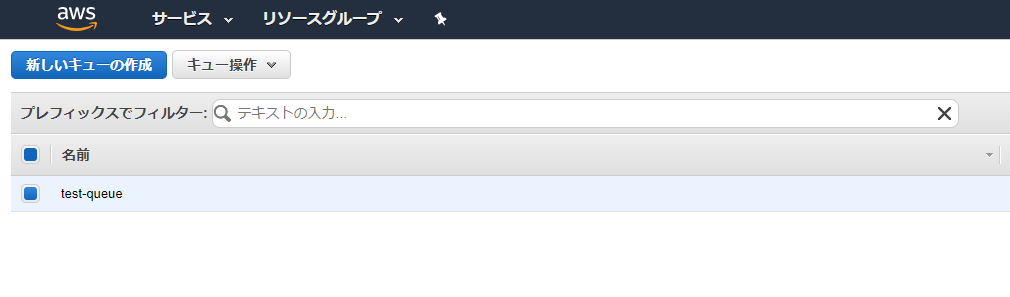 aws サービス リソースグループ
新しいキューの作成 キュー操作
プレフィックスでフィルター: テキストの入力...
名前
test-queue